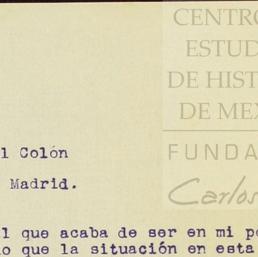 CENTRO
ESTUD
DE HIST
DE MEX
FUNDA
Carlos
l Colón
Madrid.
l que acaba de ser en mi p
o que la situación en esta